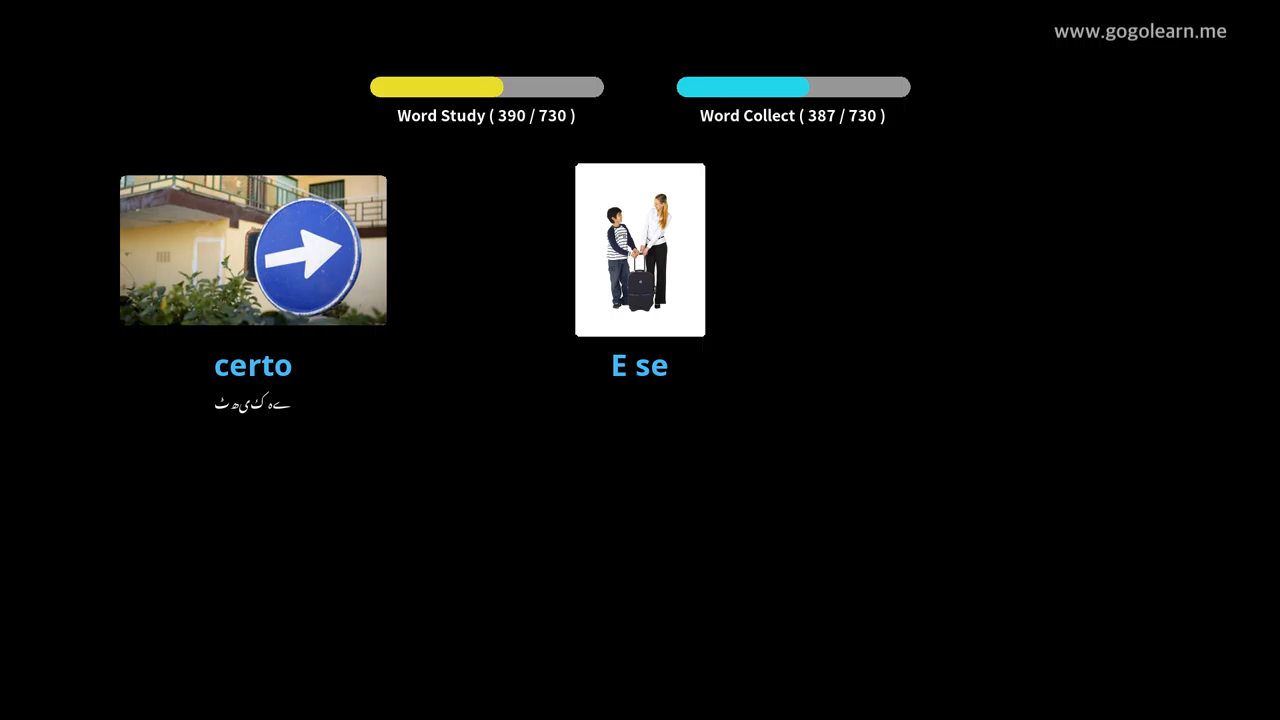 www.gogolearn.me
Word Study ( 390 / 730 )
Word Collect ( 387 / 730 )
certo
E se
ٹھیک ہے